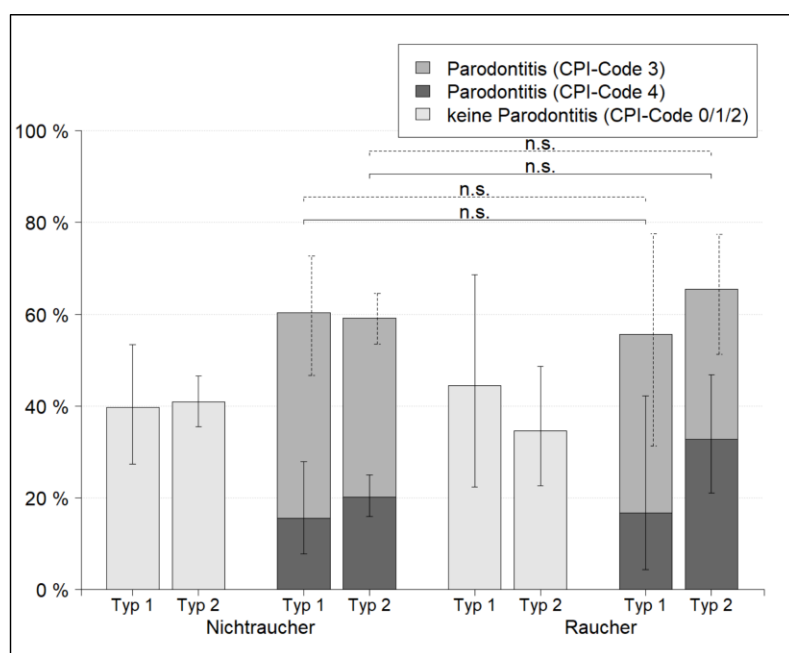 Parodontitis (CPI-Code 3)
Parodontitis (CPI-Code 4)
keine Parodontitis (CPI-Code 0/1/2)
100 %
n.s.
n.s.
n.s.
n.s.
80 %
60 %
40 %
20 %
0 %
Typ 1 Typ 2 Typ 1 Typ 2 Typ 1 Typ 2 Typ 1 Typ 2
Nichtraucher Raucher